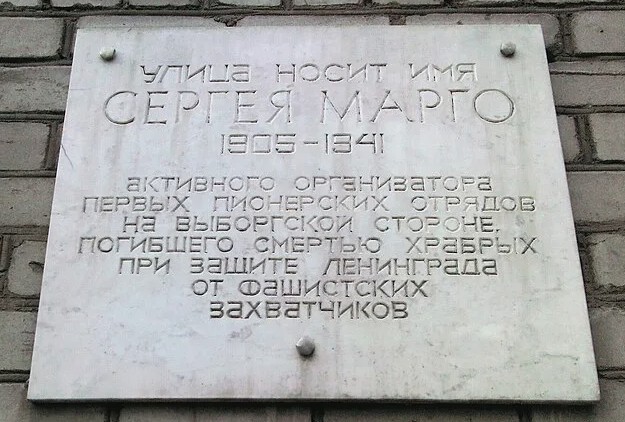 УЛИЦА НОСИТ ИМЯ
СЕРГЕЯ МАРГО
1905-1941
АКТИВНОГО ОРГАНИЗАТОРА
ПЕРВЫХ ПИОНЕРСКИХ ОТРЯДОВ
НА ВЫБОРГСКОЙ СТОРОНЕ,
ПОГИБШЕГО СМЕРТЬЮ ХРАБРЫХ
ПРИ ЗАЩИТЕ ЛЕНИНГРАДА
ОТ ФАШИСТСКИХ
ЗАХВАТЧИКОВ